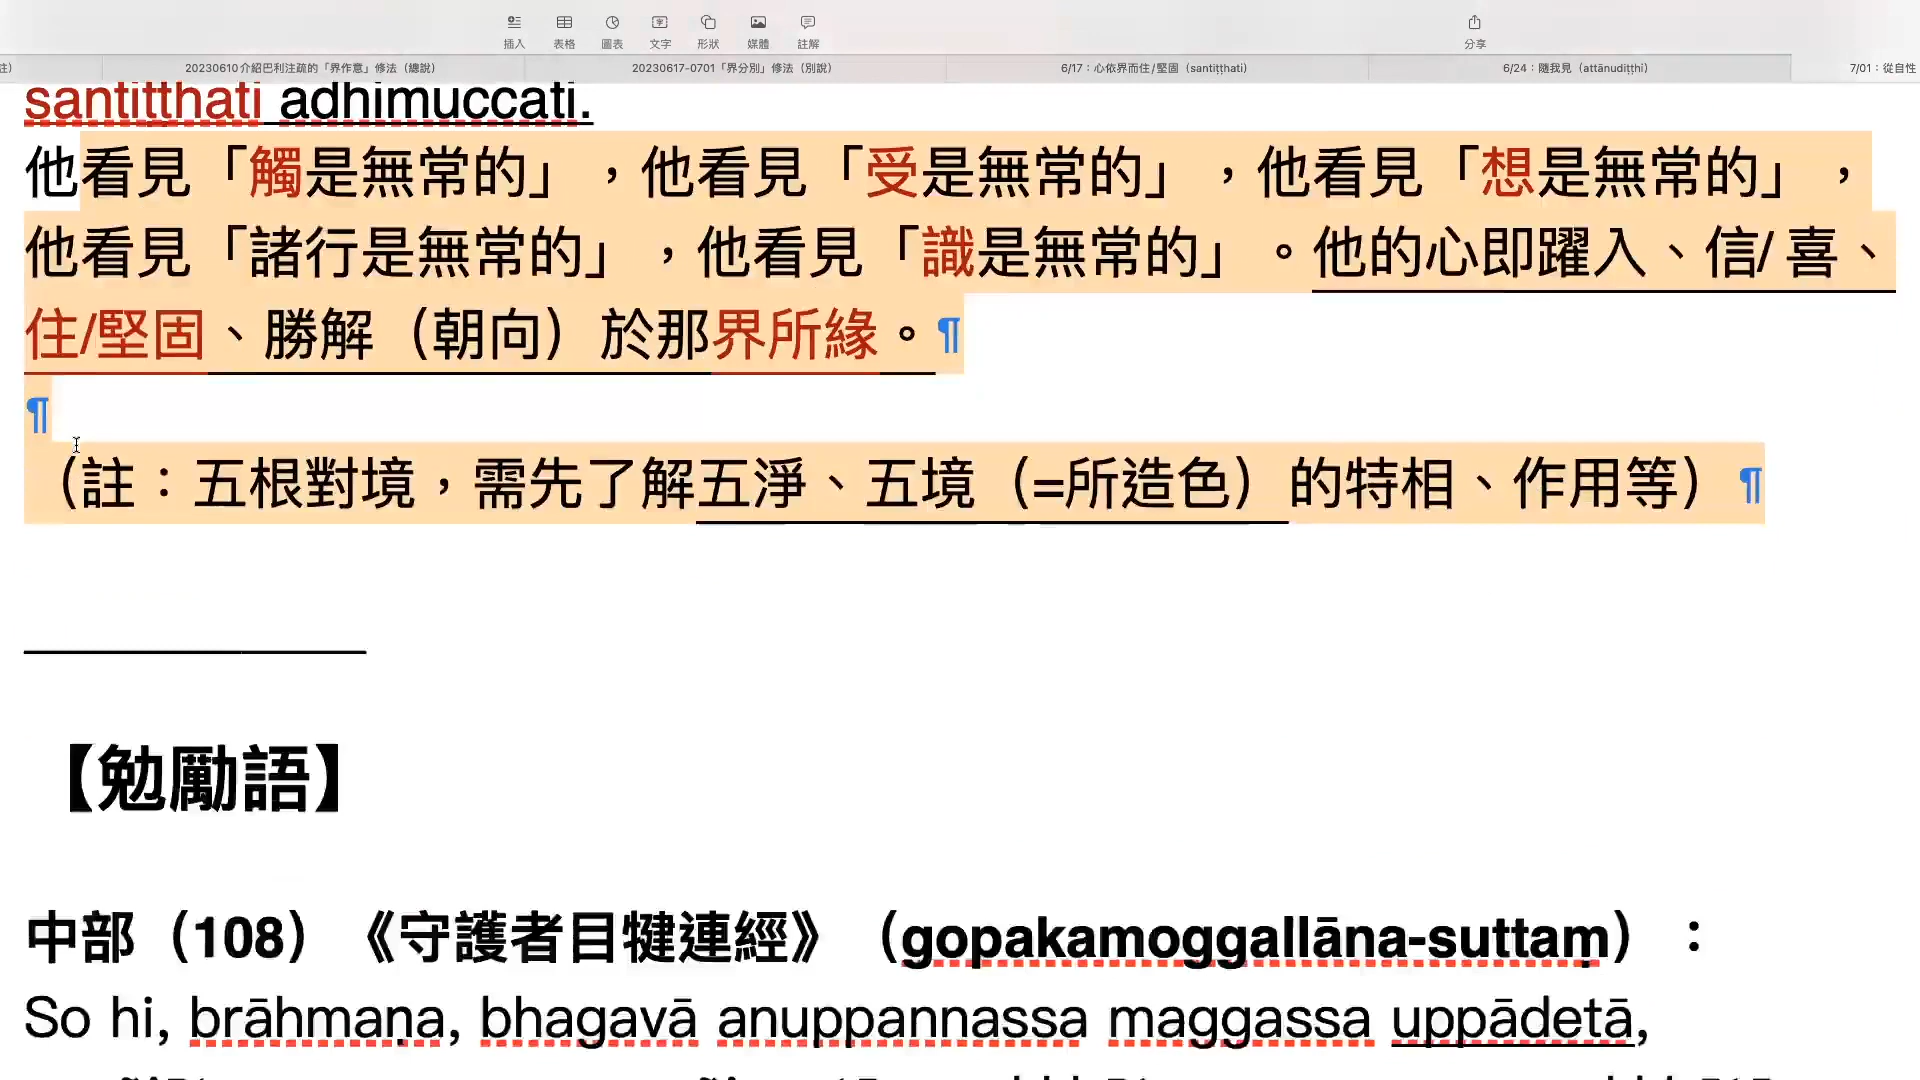 插入 表格 圖表 文字 形狀 媒體 註解 分享
註) 20230610介紹巴利注疏的「界作意」修法（總說） 20230617-0701「界分別」修法（別說） 6/17：心依界而住/堅固（santiṭṭhati） 6/24：隨我見（attānudiṭṭhi） 7/01：從自性
santiṭṭhati adhimuccati.
他看見「觸是無常的」，他看見「受是無常的」，他看見「想是無常的」，
他看見「諸行是無常的」，他看見「識是無常的」。他的心即躍入、信/ 喜、
住/堅固、勝解（朝向）於那界所緣。¶
¶
（註：五根對境，需先了解五淨、五境（=所造色）的特相、作用等）¶
【勉勵語】
中部（108）《守護者目犍連經》（gopakamoggallāna-suttaṃ）：
So hi, brāhmaṇa, bhagavā anuppannassa maggassa uppādetā,